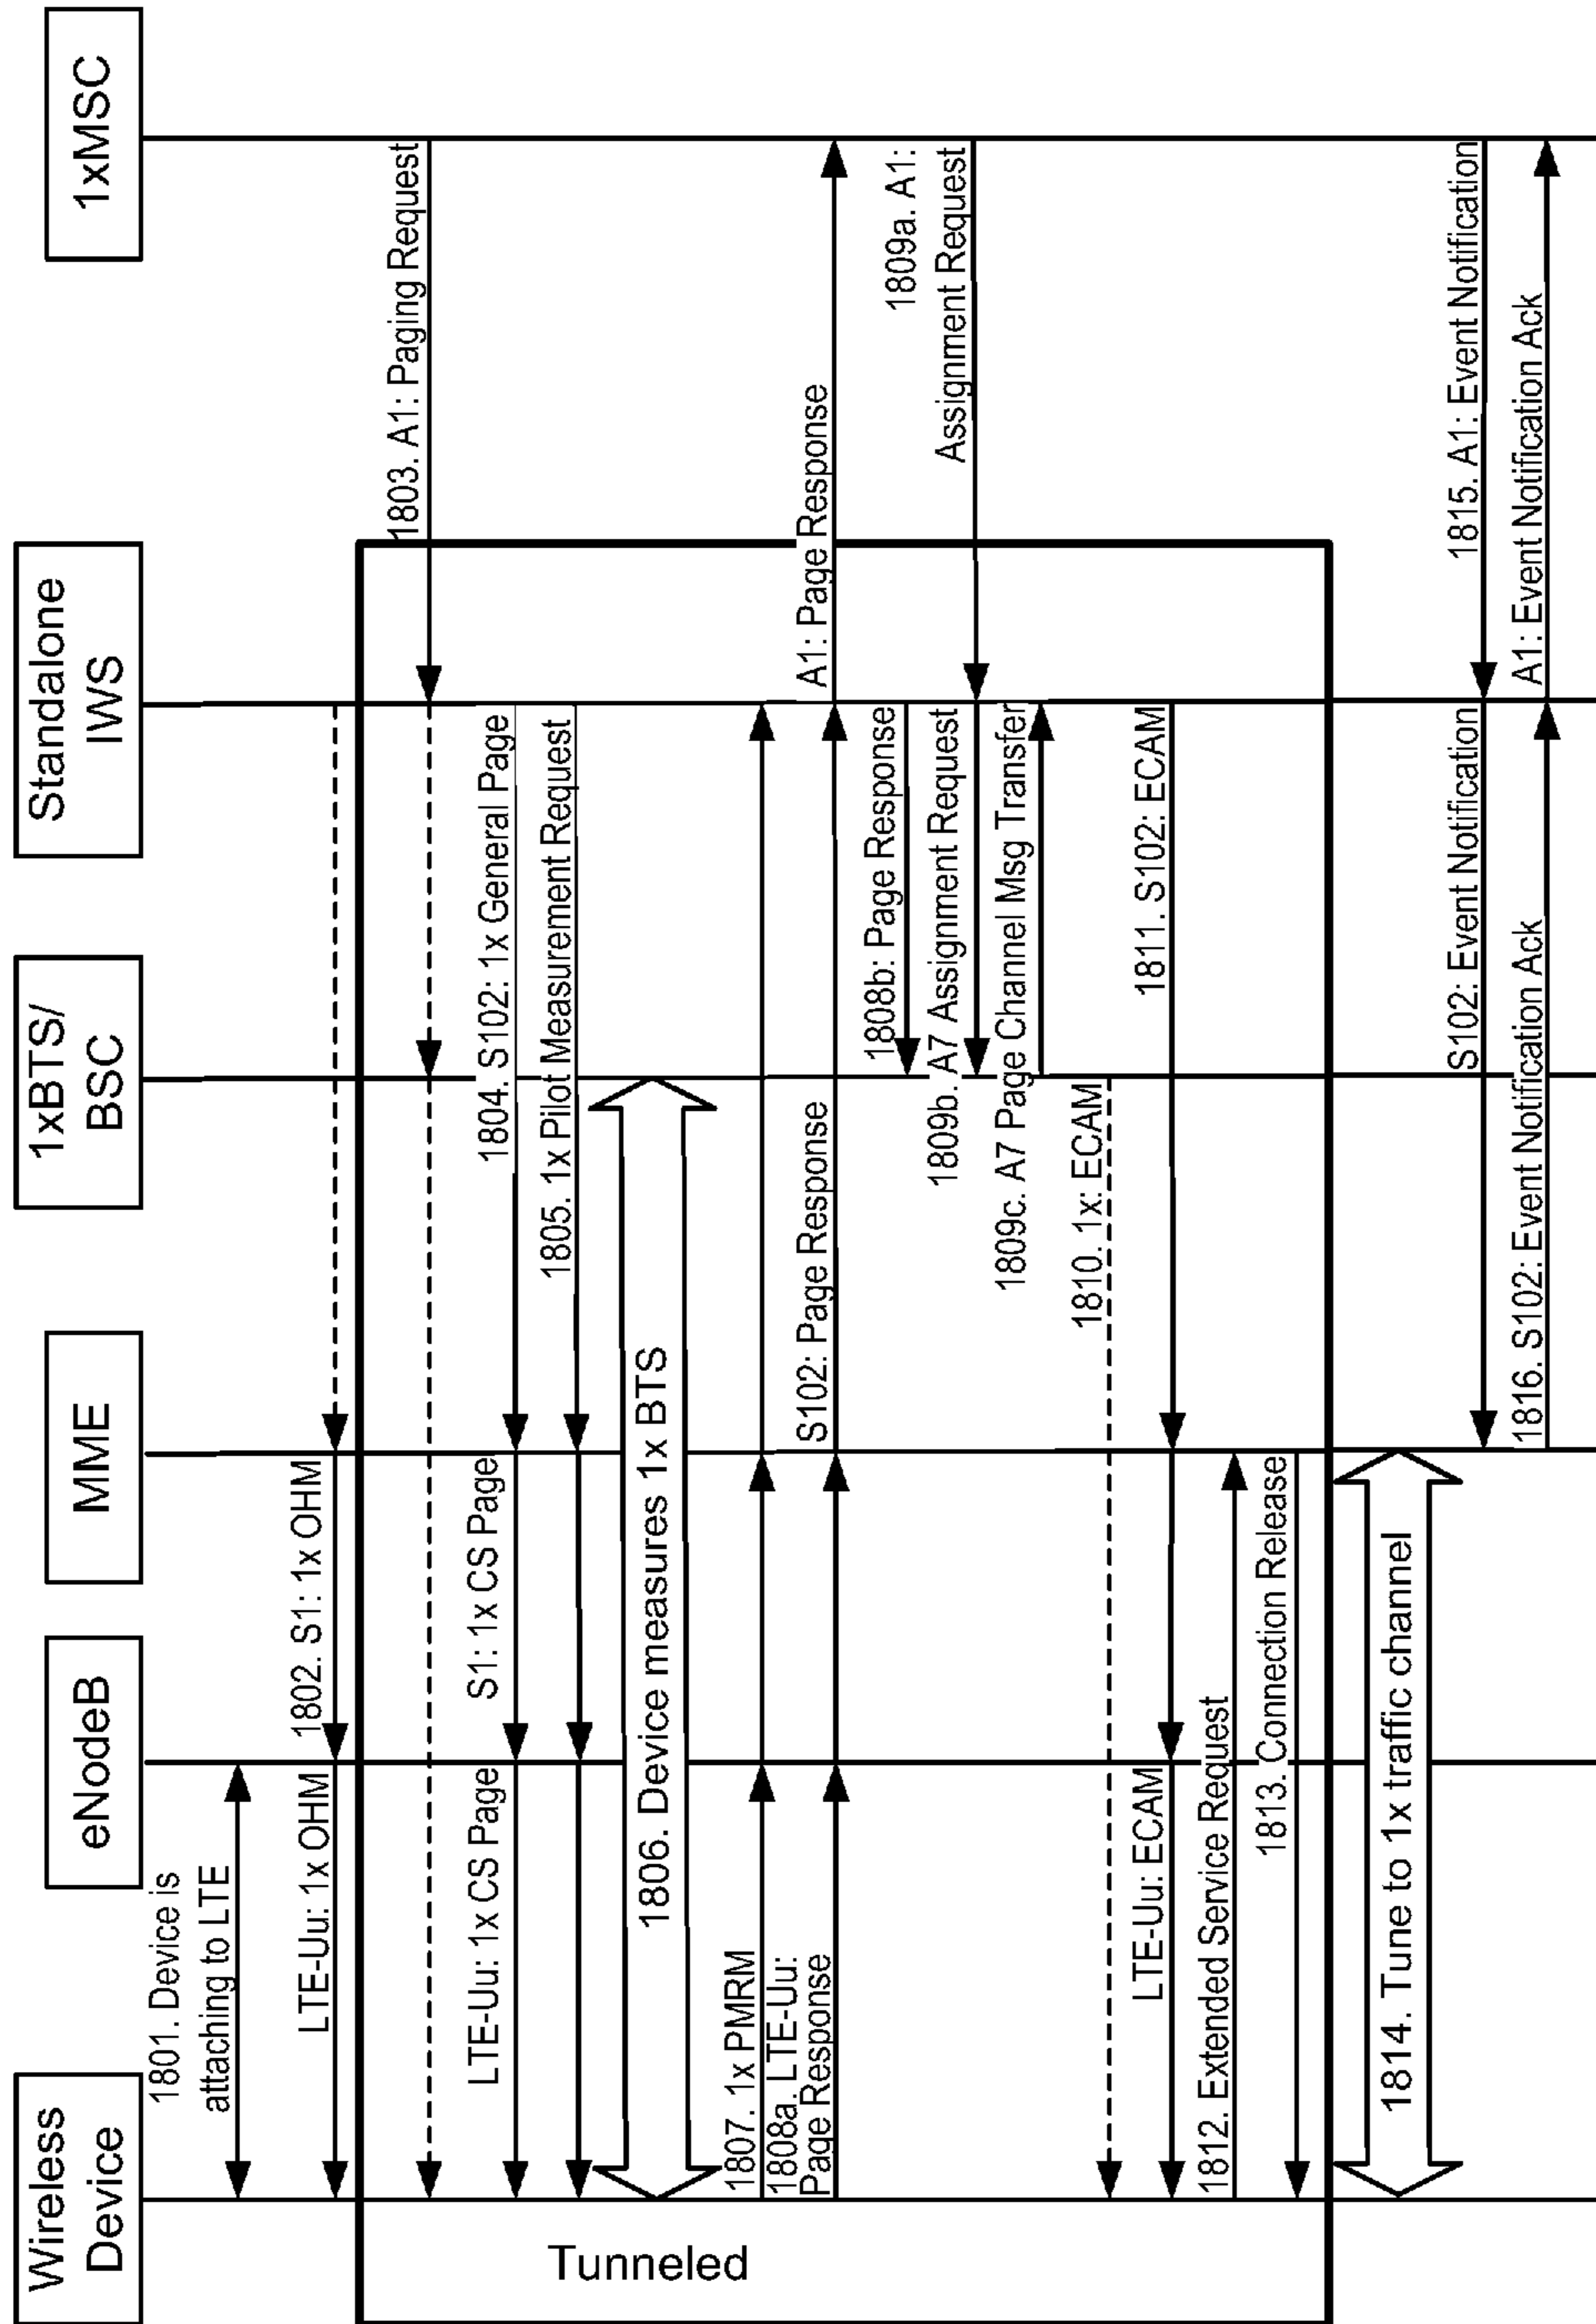 Wireless
Device
eNodeB
MME
1xBTS/
BSC
Standalone
IWS
1xMSC
1801. Device is
attaching to LTE
LTE-Uu: 1x OHM
1802. S1: 1x OHM
1803. A1: Paging Request
LTE-Uu: 1x CS Page
S1: 1x CS Page
1804. S102: 1x General Page
1805. 1x Pilot Measurement Request
1806. Device measures 1x BTS
1807. 1x PMRM
1808a. LTE-Uu:
Page Response
S102: Page Response
A1: Page Response
1808b: Page Response
1809a. A1:
Assignment Request
1809b. A7 Assignment Request
1809c. A7 Page Channel Msg Transfer
1810. 1x: ECAM
LTE-Uu: ECAM
1811. S102: ECAM
1812. Extended Service Request
1813. Connection Release
Tunneled
1814. Tune to 1x traffic channel
S102: Event Notification
1815. A1: Event Notification
1816. S102: Event Notification Ack
A1: Event Notification Ack